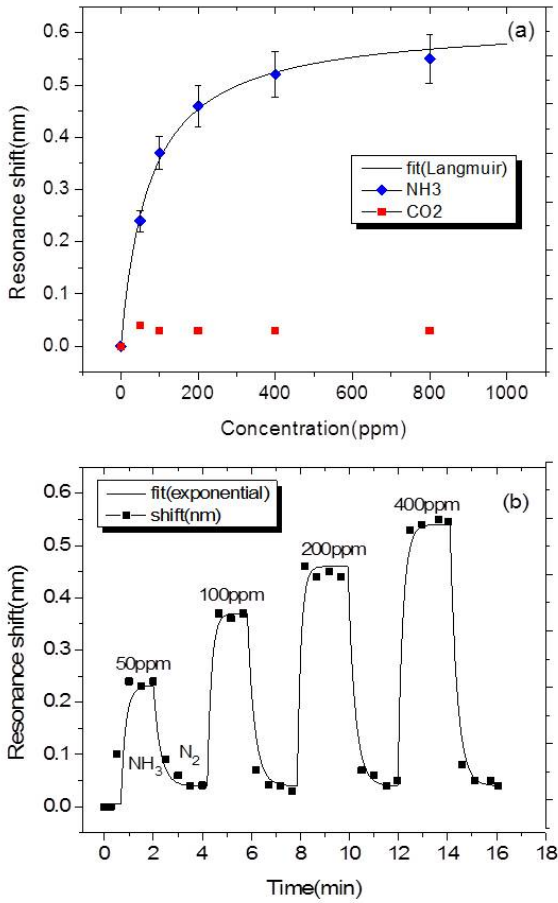 (a)
0.6
0.5
0.4
0.3
0.2
0.1
0.0
Resonance shift(nm)
fit(Langmuir)
NH3
CO2
0 200 400 600 800 1000
Concentration(ppm)
(b)
0.6
0.5
0.4
0.3
0.2
0.1
0.0
Resonance shift(nm)
fit(exponential)
shift(nm)
400ppm
200ppm
100ppm
50ppm
NH3 N2
0 2 4 6 8 10 12 14 16 18
Time(min)